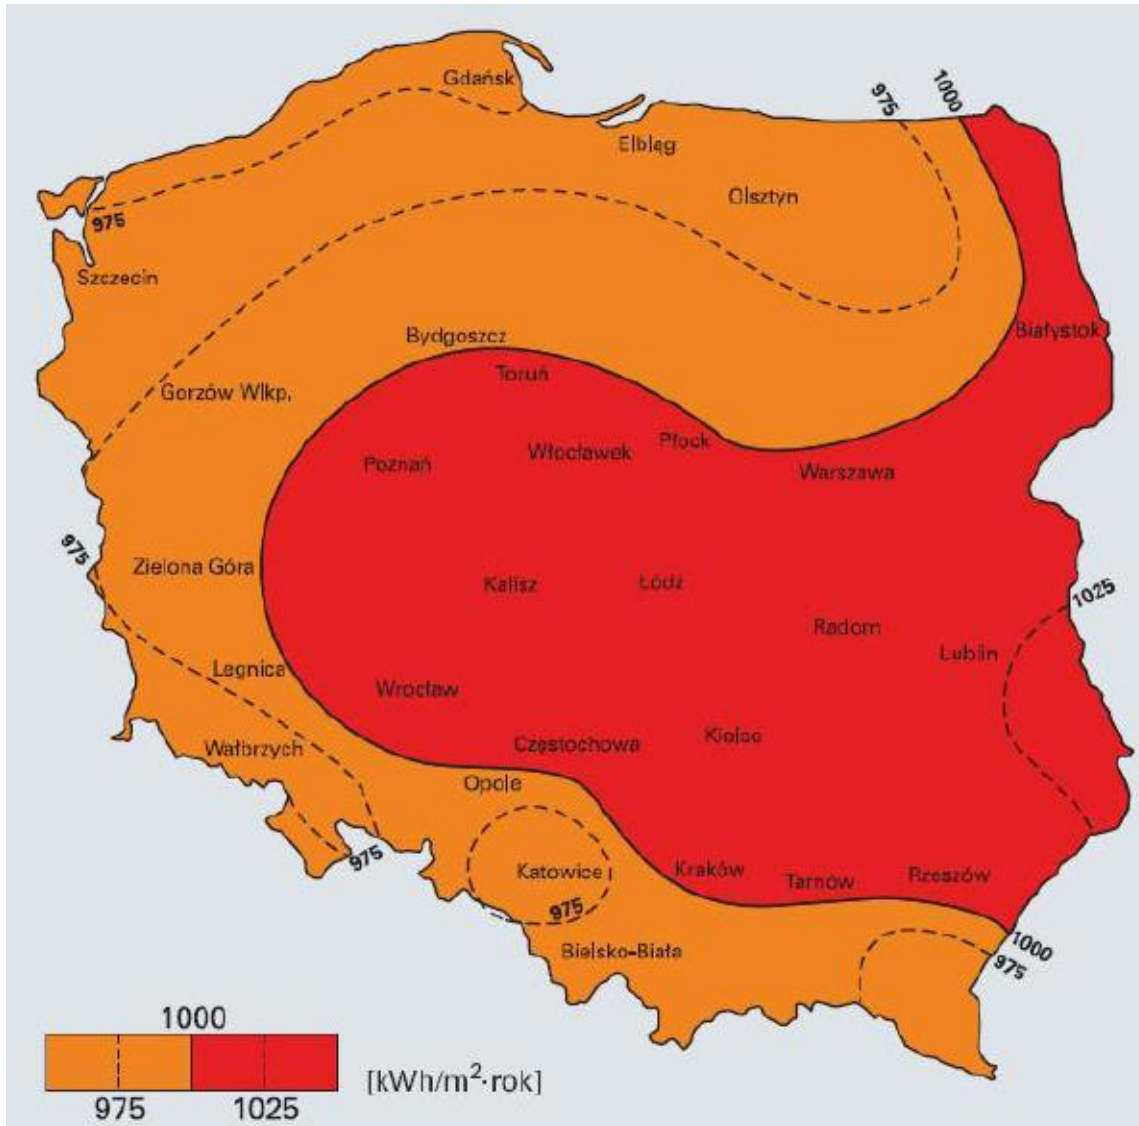 Gdańsk
975
1000
Elbląg
Olsztyn
975
Szczecin
Białystok
Bydgoszcz
Toruń
Gorzów Wlkp.
Płock
Włocławek
Poznań
Warszawa
975
Zielona Góra
Kalisz
Łódź
1025
Radom
Lublin
Legnica
Wrocław
Kielce
Częstochowa
Wałbrzych
Opole
975
Katowice
Kraków
Tarnów
Rzeszów
975
Bielsko-Biała
1000
975
1000
[kWh/m²·rok]
975
1025